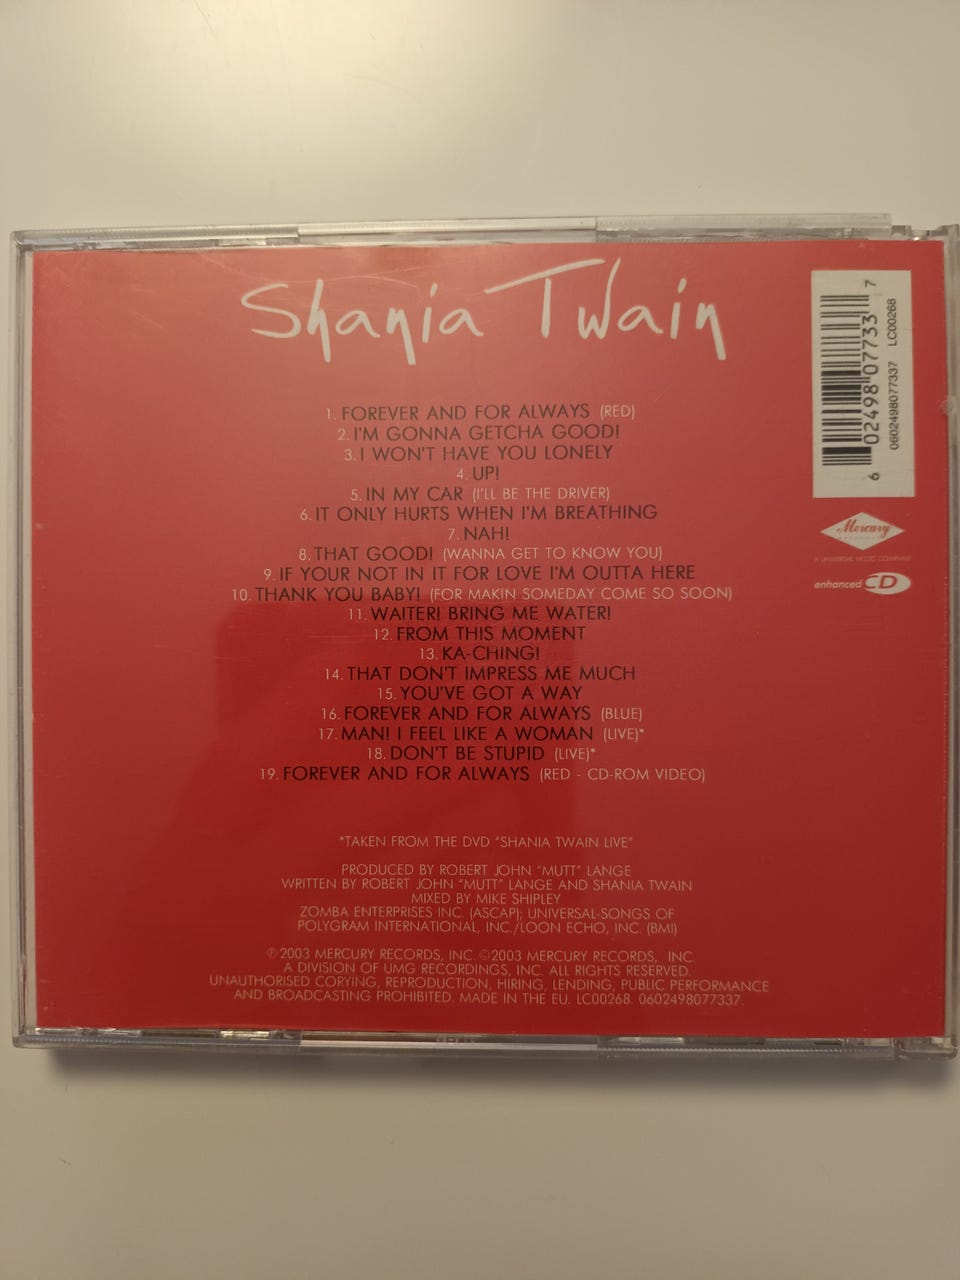 Shania Twain
1. FOREVER AND FOR ALWAYS (RED)
2. I'M GONNA GETCHA GOOD!
3. I WON'T HAVE YOU LONELY
4. UP!
5. IN MY CAR (I'LL BE THE DRIVER)
6. IT ONLY HURTS WHEN I'M BREATHING
7. NAH!
8. THAT GOOD! (WANNA GET TO KNOW YOU)
9. IF YOUR NOT IN IT FOR LOVE I'M OUTTA HERE
10. THANK YOU BABY! (FOR MAKIN SOMEDAY COME SO SOON)
11. WAITER! BRING ME WATER!
12. FROM THIS MOMENT
13. KA-CHING!
14. THAT DON'T IMPRESS ME MUCH
15. YOU'VE GOT A WAY
16. FOREVER AND FOR ALWAYS (BLUE)
17. MAN! I FEEL LIKE A WOMAN (LIVE)*
18. DON'T BE STUPID (LIVE)*
19. FOREVER AND FOR ALWAYS (RED - CD-ROM VIDEO)
*TAKEN FROM THE DVD "SHANIA TWAIN LIVE"
PRODUCED BY ROBERT JOHN "MUTT" LANGE
WRITTEN BY ROBERT JOHN "MUTT" LANGE AND SHANIA TWAIN
MIXED BY MIKE SHIPLEY
ZOMBA ENTERPRISES INC. (ASCAP); UNIVERSAL-SONGS OF
POLYGRAM INTERNATIONAL, INC./LOON ECHO, INC. (BMI)
℗2003 MERCURY RECORDS, INC. ©2003 MERCURY RECORDS, INC.
A DIVISION OF UMG RECORDINGS, INC. ALL RIGHTS RESERVED.
UNAUTHORISED CORYING, REPRODUCTION, HIRING, LENDING, PUBLIC PERFORMANCE
AND BROADCASTING PROHIBITED. MADE IN THE EU. LC00268. 0602498077337.
6 02498 07733 7
0602498077337 LC00268
Mercury
RECORDS
A UNIVERSAL MUSIC COMPANY
enhanced CD